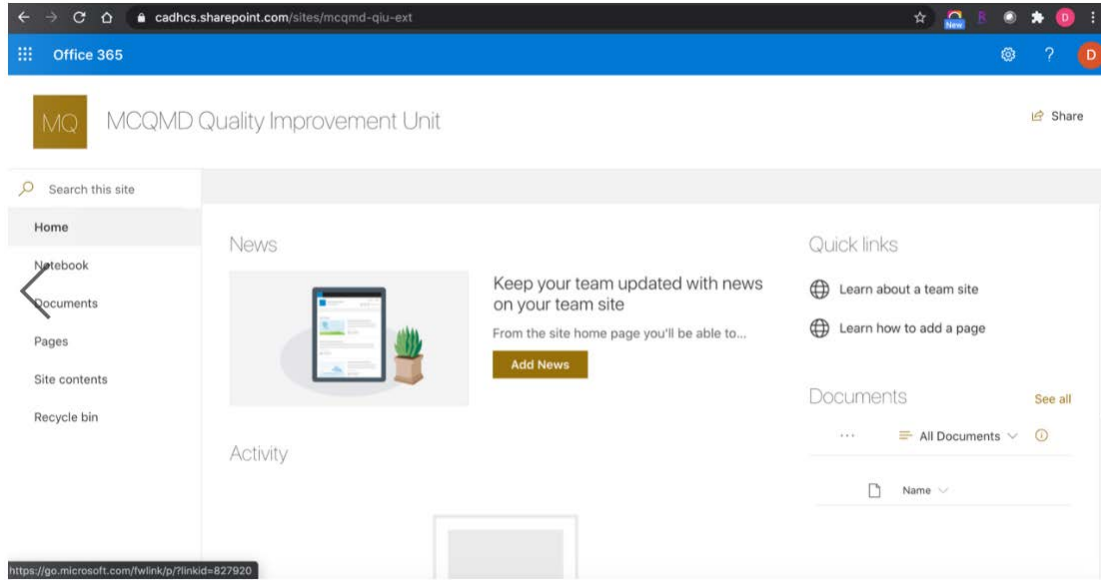 cadhcs.sharepoint.com/sites/mcqmd-qiu-ext
New
D
Office 365
?
D
MQ
MCQMD Quality Improvement Unit
Share
Search this site
Home
Notebook
Documents
Pages
Site contents
Recycle bin
News
Keep your team updated with news
on your team site
From the site home page you'll be able to...
Add News
Activity
Quick links
Learn about a team site
Learn how to add a page
Documents
See all
All Documents
Name
https://go.microsoft.com/fwlink/p/?linkid=827920